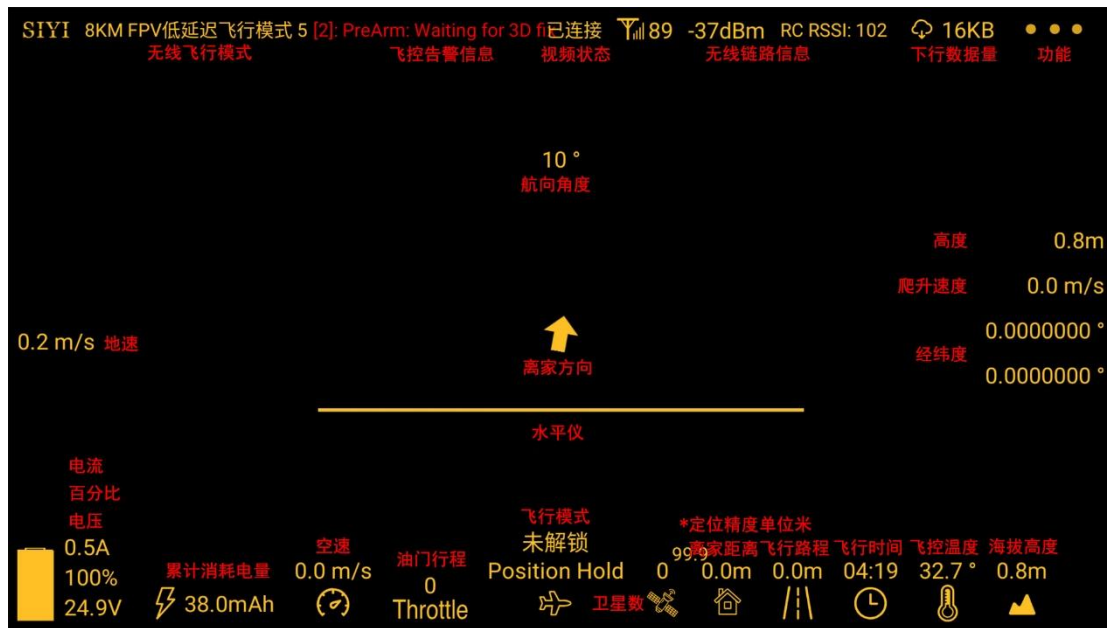 SIYI 8KM FPV低延迟飞行模式 5 [2]: PreArm: Waiting for 3D fi 已连接 89 -37dBm RC RSSI: 102 16KB
无线飞行模式 飞控告警信息 视频状态 无线链路信息 下行数据量 功能
10 °
航向角度
高度 0.8m
爬升速度 0.0 m/s
0.0000000 °
0.2 m/s 地速
经纬度
离家方向
0.0000000 °
水平仪
电流
百分比
电压
飞行模式
*定位精度单位米
0.5A 空速 未解锁 99.9 离家距离 飞行路程 飞行时间 飞控温度 海拔高度
油门行程
100% 累计消耗电量 0.0 m/s 0 Position Hold 0 0.0m 0.0m 04:19 32.7 ° 0.8m
24.9V 38.0mAh Throttle 卫星数